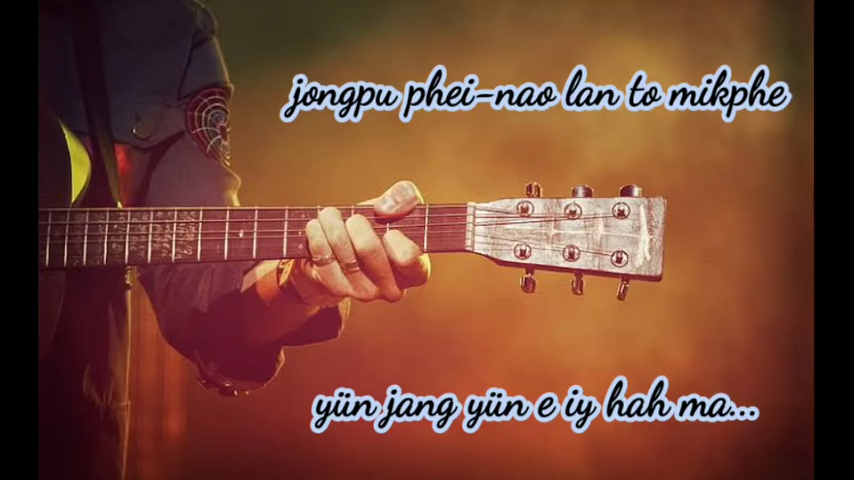 jongpu phei-nao lan to mikphe
yün jang yün e iy hah ma...